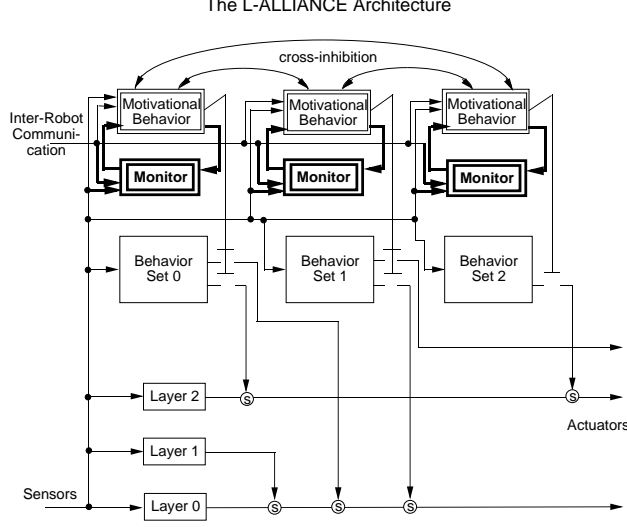 The L-ALLIANCE Architecture
cross-inhibition
Motivational
Behavior
Motivational
Behavior
Motivational
Behavior
Inter-Robot
Communi-
cation
Monitor
Monitor
Monitor
Behavior
Set 0
Behavior
Set 1
Behavior
Set 2
Layer 2
S
S
Actuators
Layer 1
Sensors
Layer 0
S
S
S